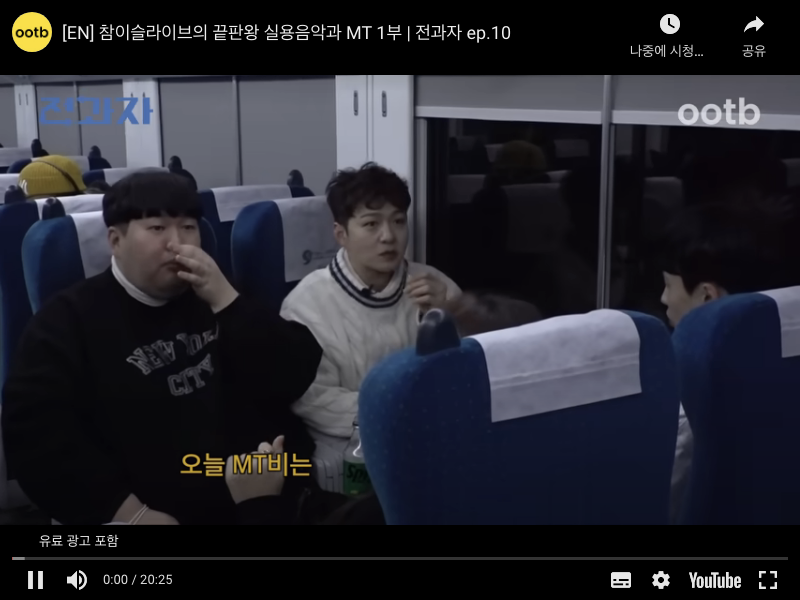 ootb
[EN] 참이슬라이브의 끝판왕 실용음악과 MT 1부 | 전과자 ep.10
나중에 시청...
공유
전과자
ootb
NEW YORK
CITY
오늘 MT비는
유료 광고 포함
0:00 / 20:25
YouTube